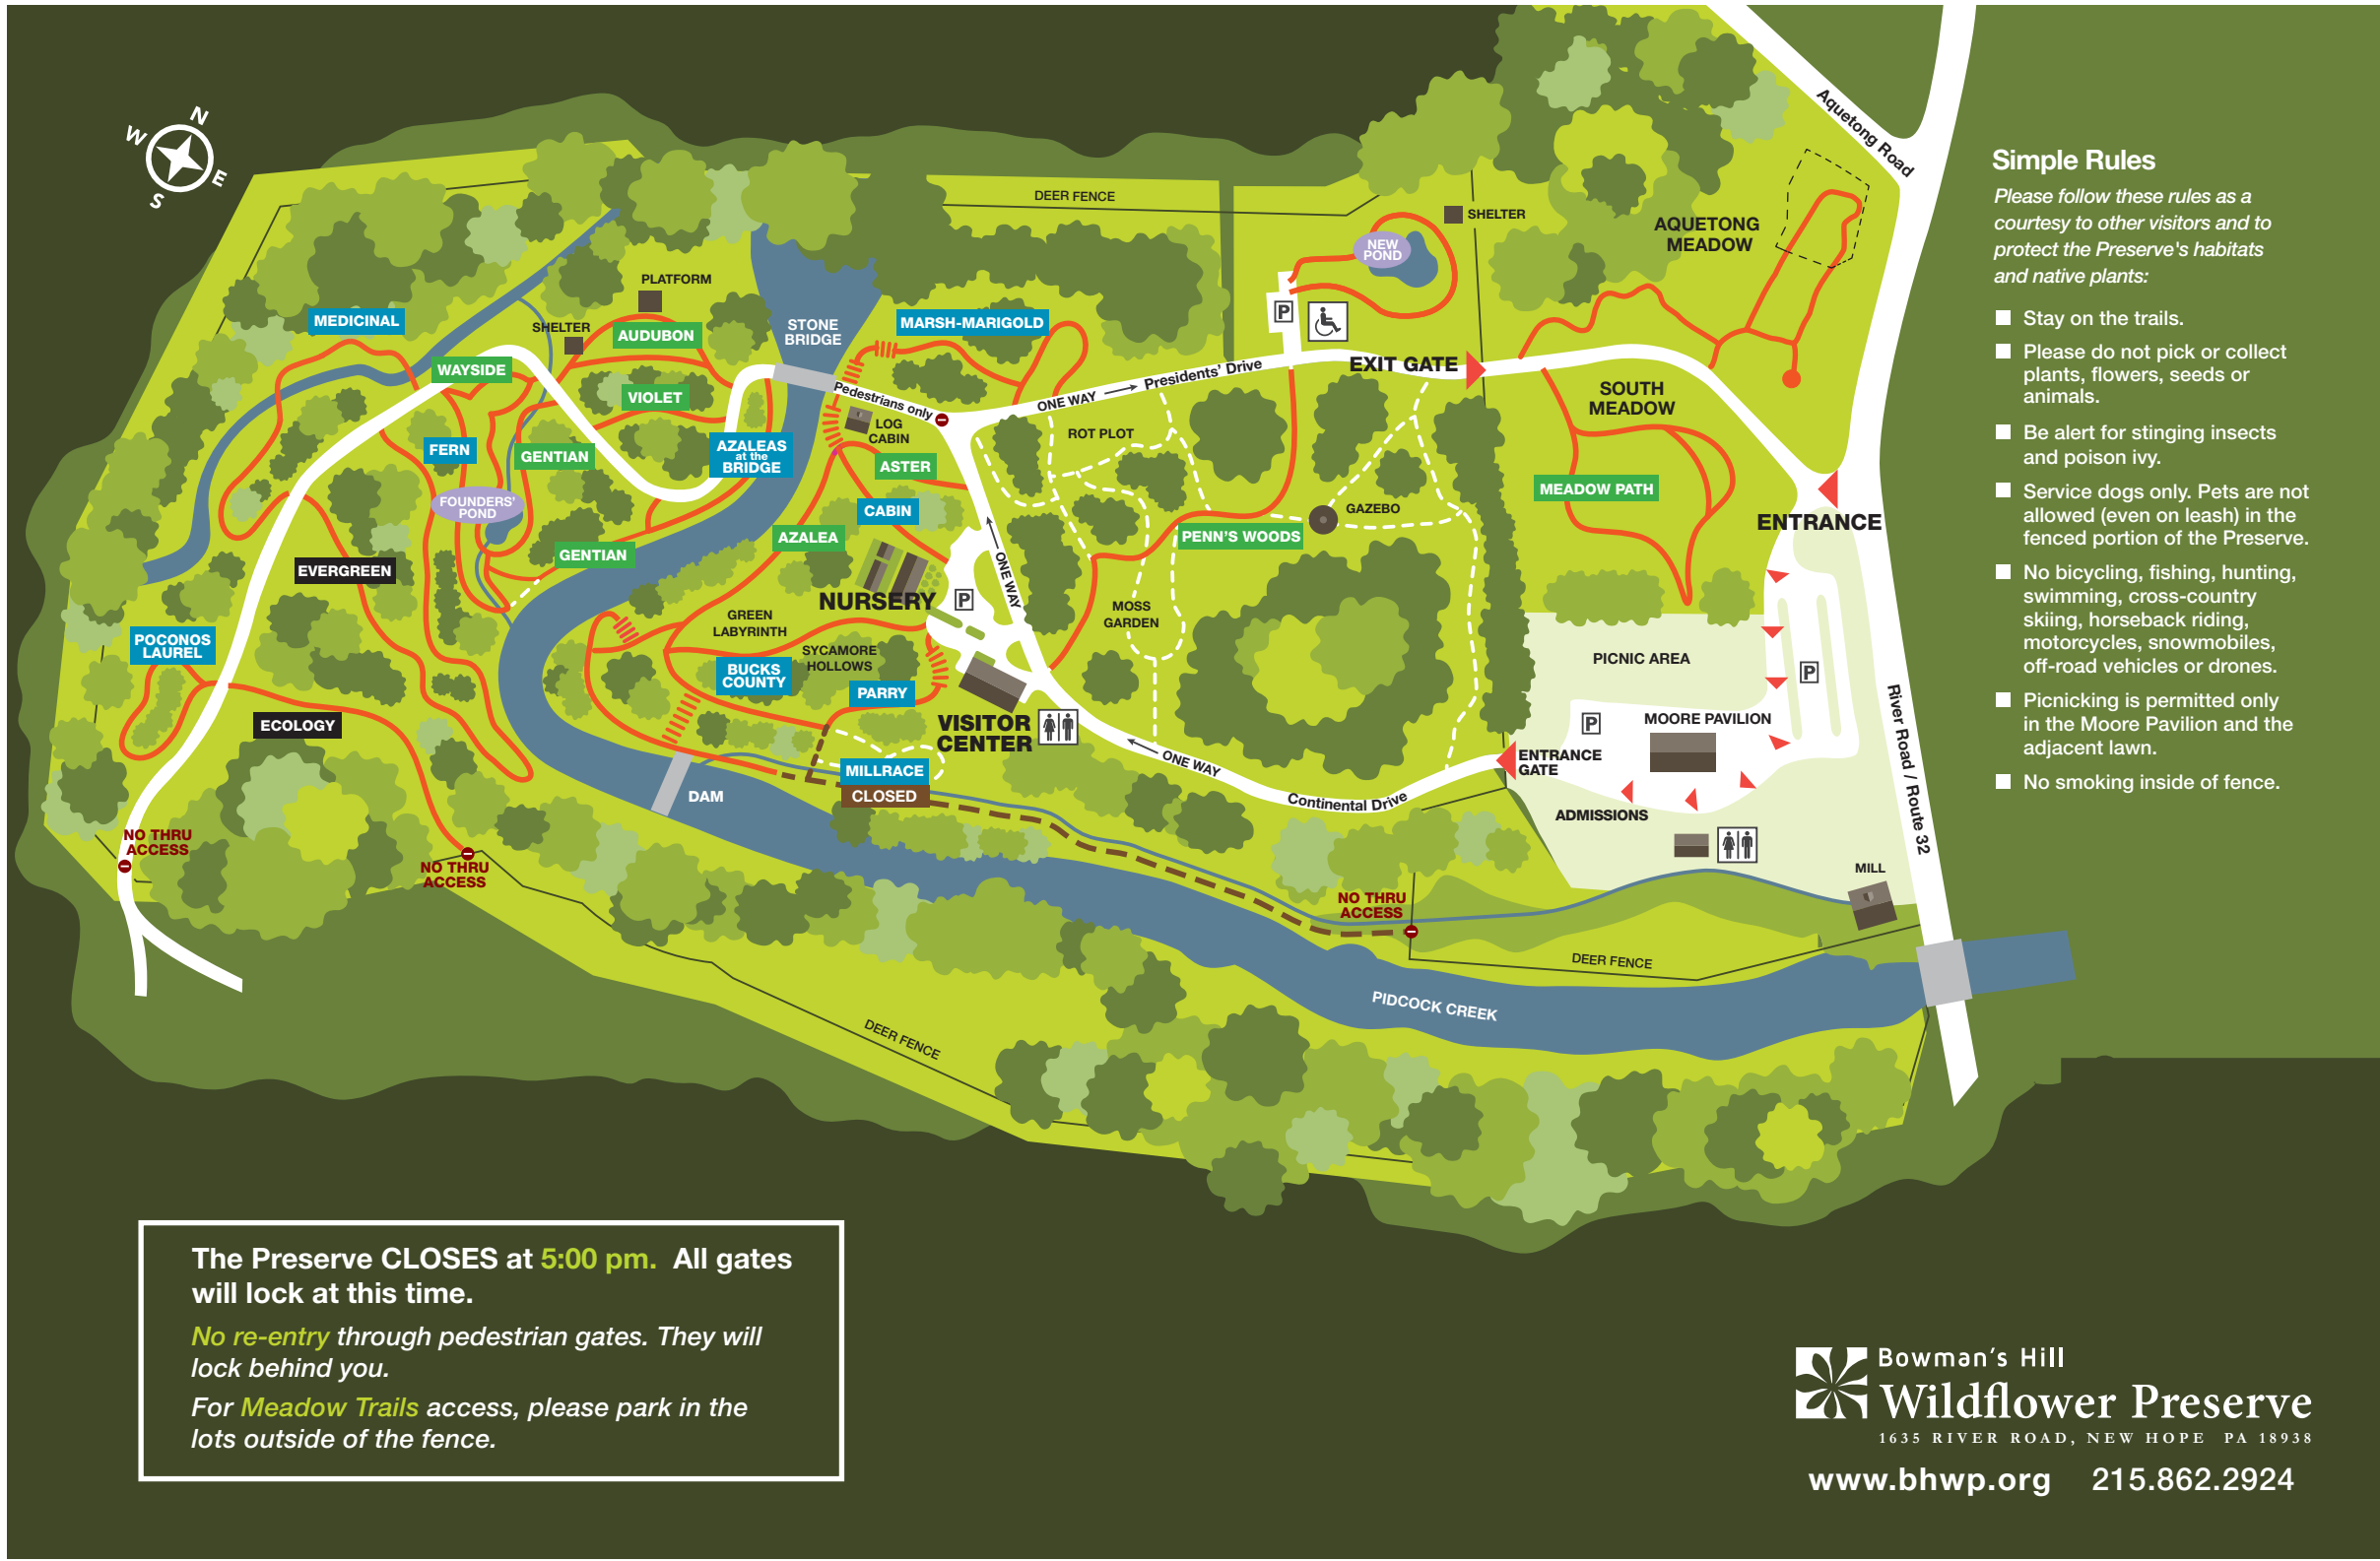 N
W
E
S
Aquetong Road
Simple Rules
Please follow these rules as a
courtesy to other visitors and to
protect the Preserve's habitats
and native plants:
Stay on the trails.
Please do not pick or collect
plants, flowers, seeds or
animals.
Be alert for stinging insects
and poison ivy.
Service dogs only. Pets are not
allowed (even on leash) in the
fenced portion of the Preserve.
No bicycling, fishing, hunting,
swimming, cross-country
skiing, horseback riding,
motorcycles, snowmobiles,
off-road vehicles or drones.
Picnicking is permitted only
in the Moore Pavilion and the
adjacent lawn.
No smoking inside of fence.
DEER FENCE
SHELTER
NEW
POND
AQUETONG
MEADOW
PLATFORM
MEDICINAL
SHELTER
AUDUBON
STONE
BRIDGE
MARSH-MARIGOLD
P
WAYSIDE
VIOLET
Pedestrians only
ONE WAY
Presidents' Drive
EXIT GATE
SOUTH
MEADOW
LOG
CABIN
ROT PLOT
FERN
GENTIAN
AZALEAS
at the
BRIDGE
ASTER
MEADOW PATH
FOUNDERS'
POND
CABIN
GAZEBO
ENTRANCE
AZALEA
PENN'S WOODS
GENTIAN
EVERGREEN
ONE WAY
NURSERY
P
GREEN
LABYRINTH
MOSS
GARDEN
POCONOS
LAUREL
SYCAMORE
HOLLOWS
PICNIC AREA
P
BUCKS
COUNTY
PARRY
ECOLOGY
VISITOR
CENTER
P
MOORE PAVILION
River Road / Route 32
MILLRACE
CLOSED
ONE WAY
ENTRANCE
GATE
DAM
Continental Drive
ADMISSIONS
NO THRU
ACCESS
NO THRU
ACCESS
NO THRU
ACCESS
MILL
DEER FENCE
PIDCOCK CREEK
DEER FENCE
The Preserve CLOSES at 5:00 pm. All gates
will lock at this time.
No re-entry through pedestrian gates. They will
lock behind you.
For Meadow Trails access, please park in the
lots outside of the fence.
Bowman's Hill
Wildflower Preserve
1635 RIVER ROAD, NEW HOPE PA 18938
www.bhwp.org 215.862.2924